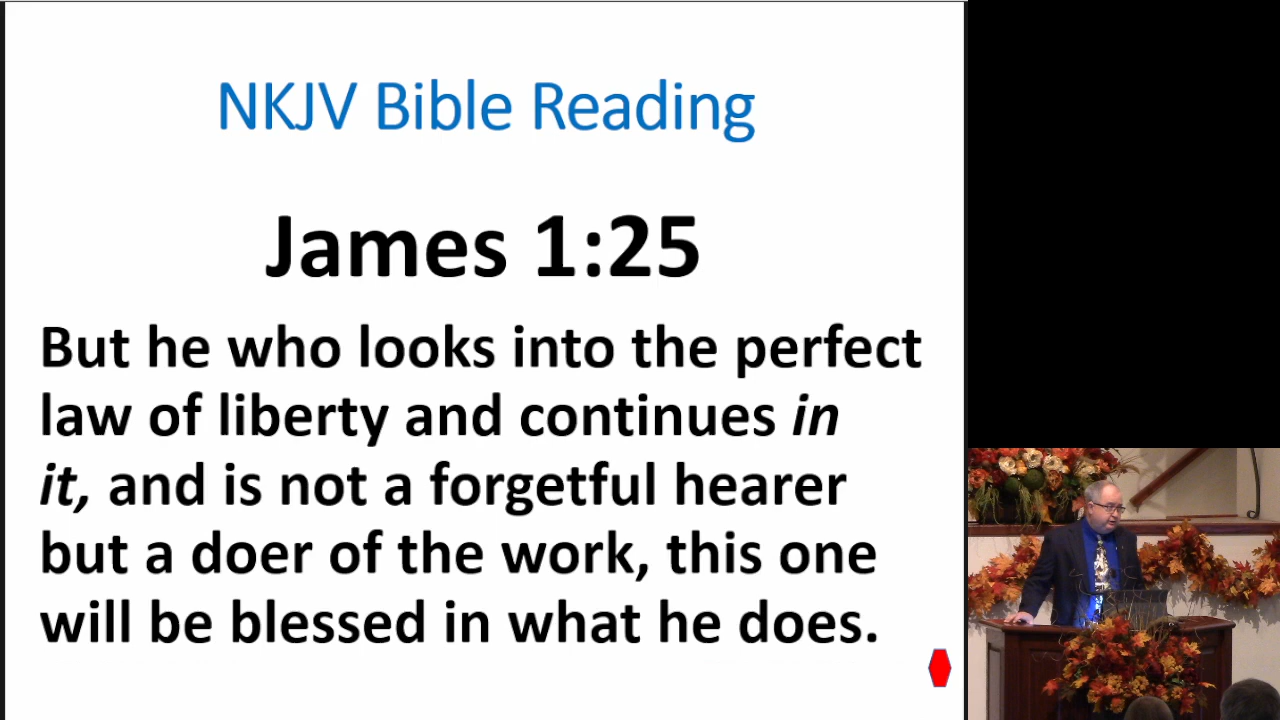 NKJV Bible Reading
James 1:25
But he who looks into the perfect
law of liberty and continues in
it, and is not a forgetful hearer
but a doer of the work, this one
will be blessed in what he does.